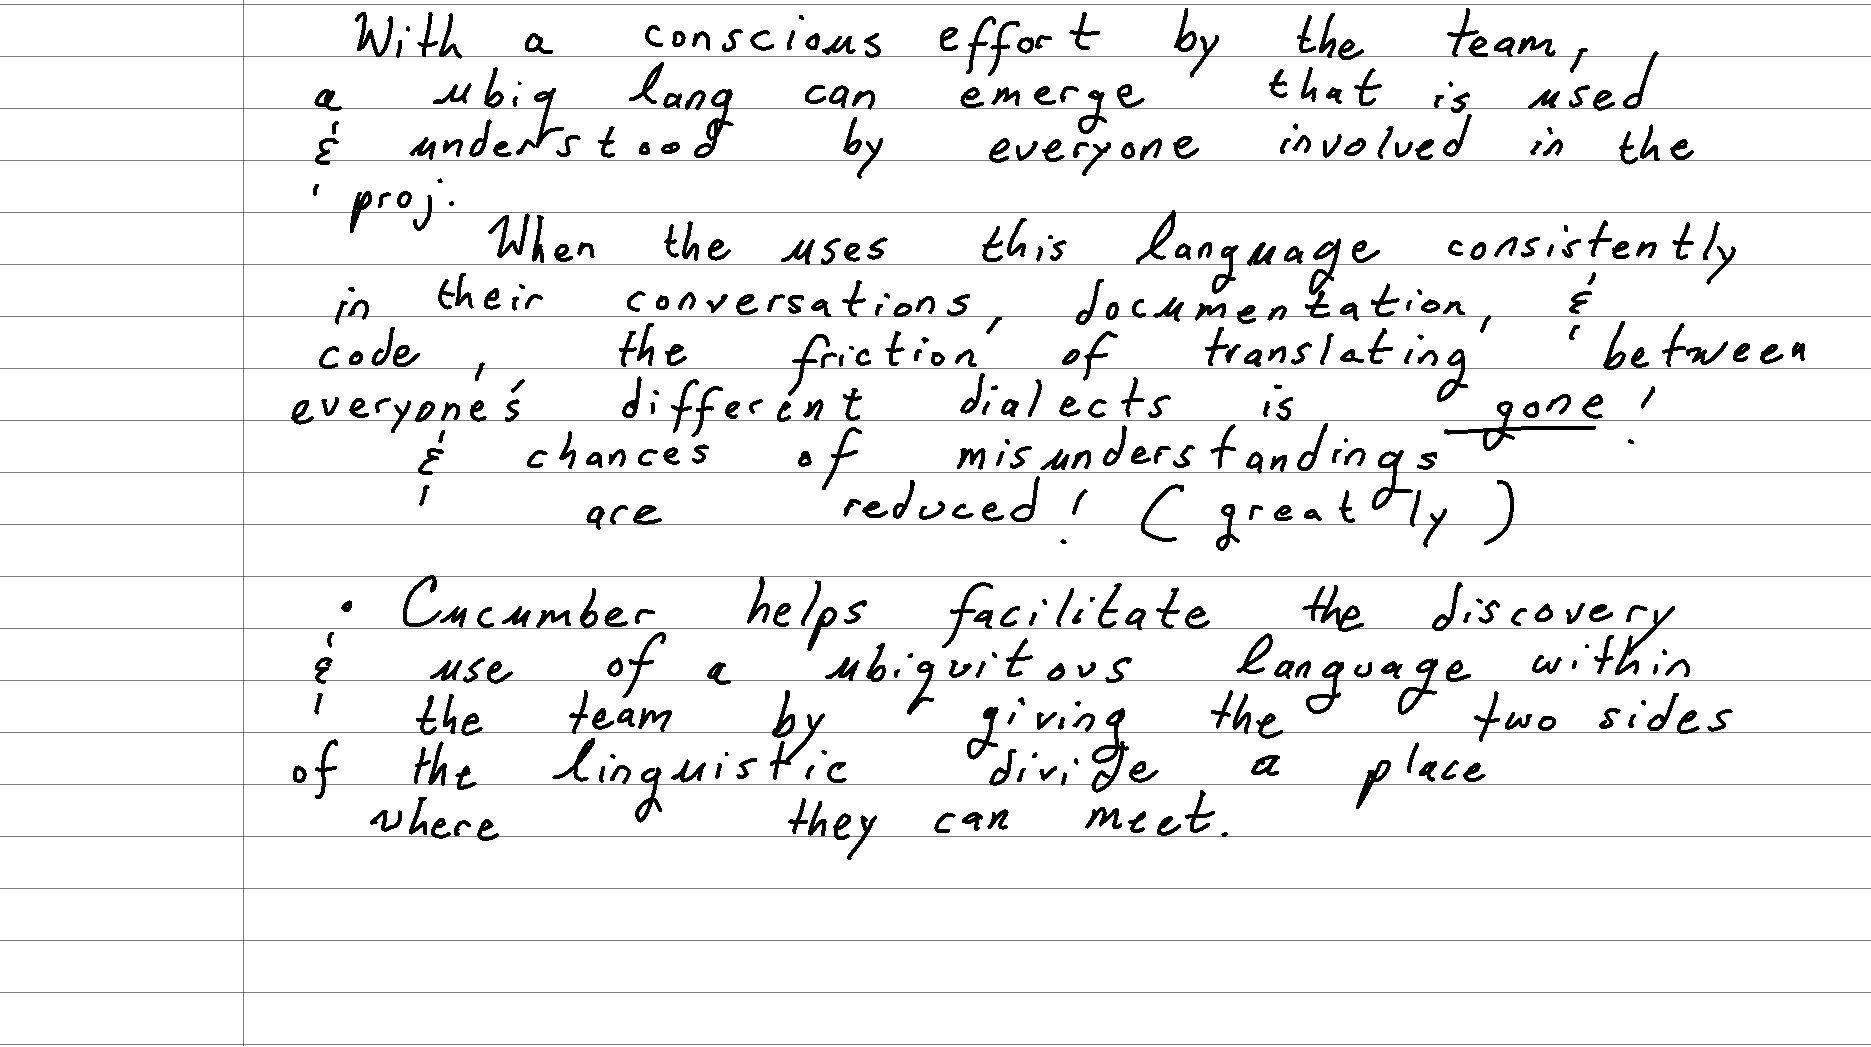 With a conscious effort by the team,
a ubiq lang can emerge that is used
& understood by everyone involved in the
proj.
When the uses this language consistently
in their conversations, documentation, &
code, the friction of translating between
everyone's different dialects is gone!
& chances of misunderstandings
are reduced! (greatly)
• Cucumber helps facilitate the discovery
& use of a ubiquitous language within
the team by giving the two sides
of the linguistic divide a place
where they can meet.